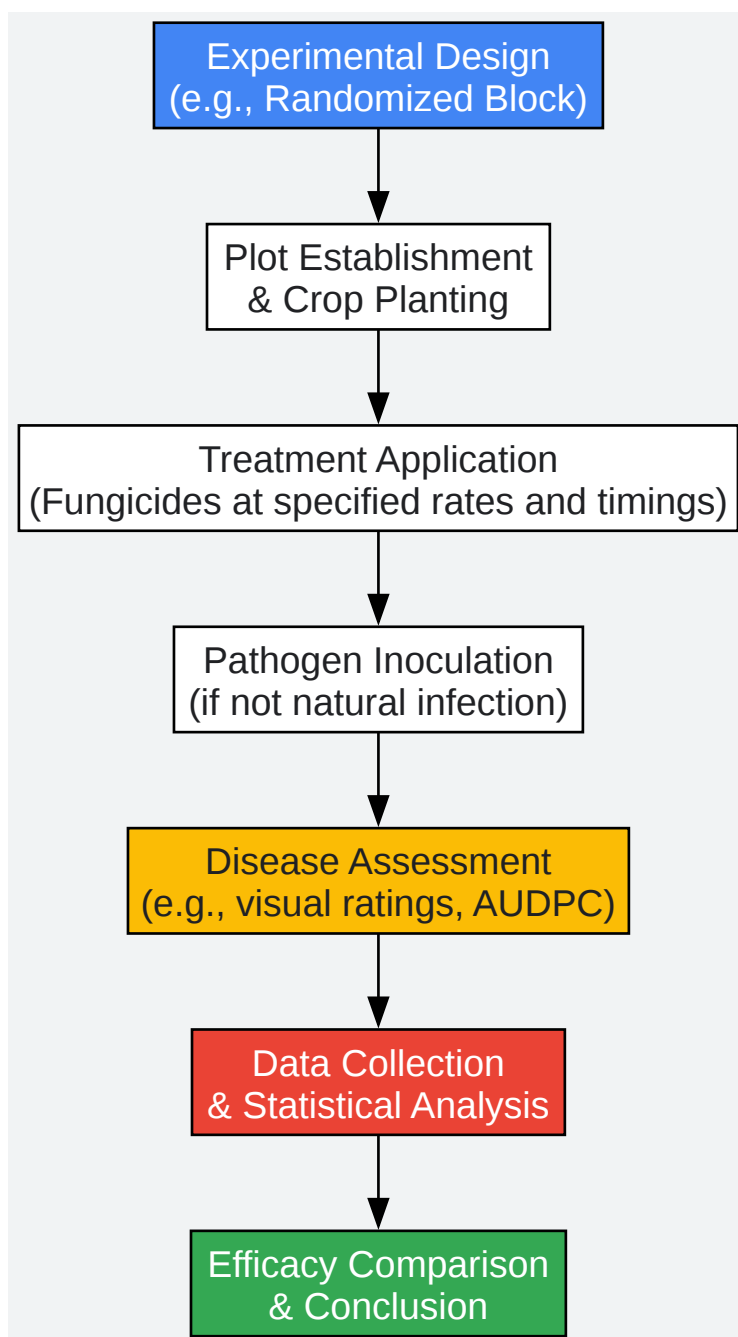 Experimental Design
(e.g., Randomized Block)
Plot Establishment
& Crop Planting
Treatment Application
(Fungicides at specified rates and timings)
Pathogen Inoculation
(if not natural infection)
Disease Assessment
(e.g., visual ratings, AUDPC)
Data Collection
& Statistical Analysis
Efficacy Comparison
& Conclusion